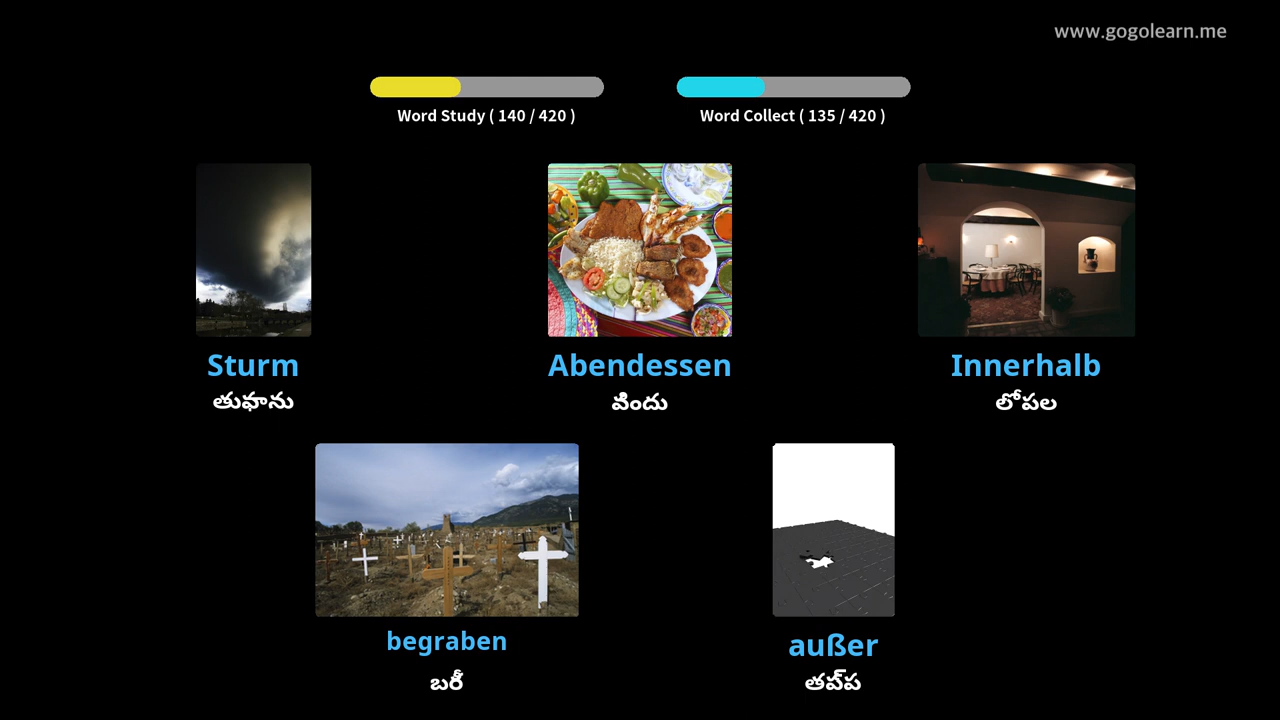 www.gogolearn.me
Word Study ( 140 / 420 )
Word Collect ( 135 / 420 )
Sturm
తుఫాను
Abendessen
విందు
Innerhalb
లోపల
begraben
బరీ
außer
తప్ప